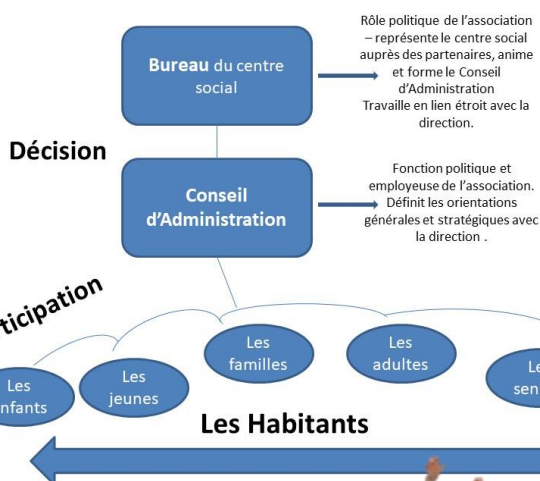 Rôle politique de l'association
– représente le centre social
auprès des partenaires, anime
et forme le Conseil
d'Administration
Travaille en lien étroit avec la
direction.
Bureau du centre
social
Décision
Conseil
d'Administration
Fonction politique et
employeuse de l'association.
Définit les orientations
générales et stratégiques avec
la direction .
Les
familles
Les
adultes
Les
jeunes
Les
Les Habitants